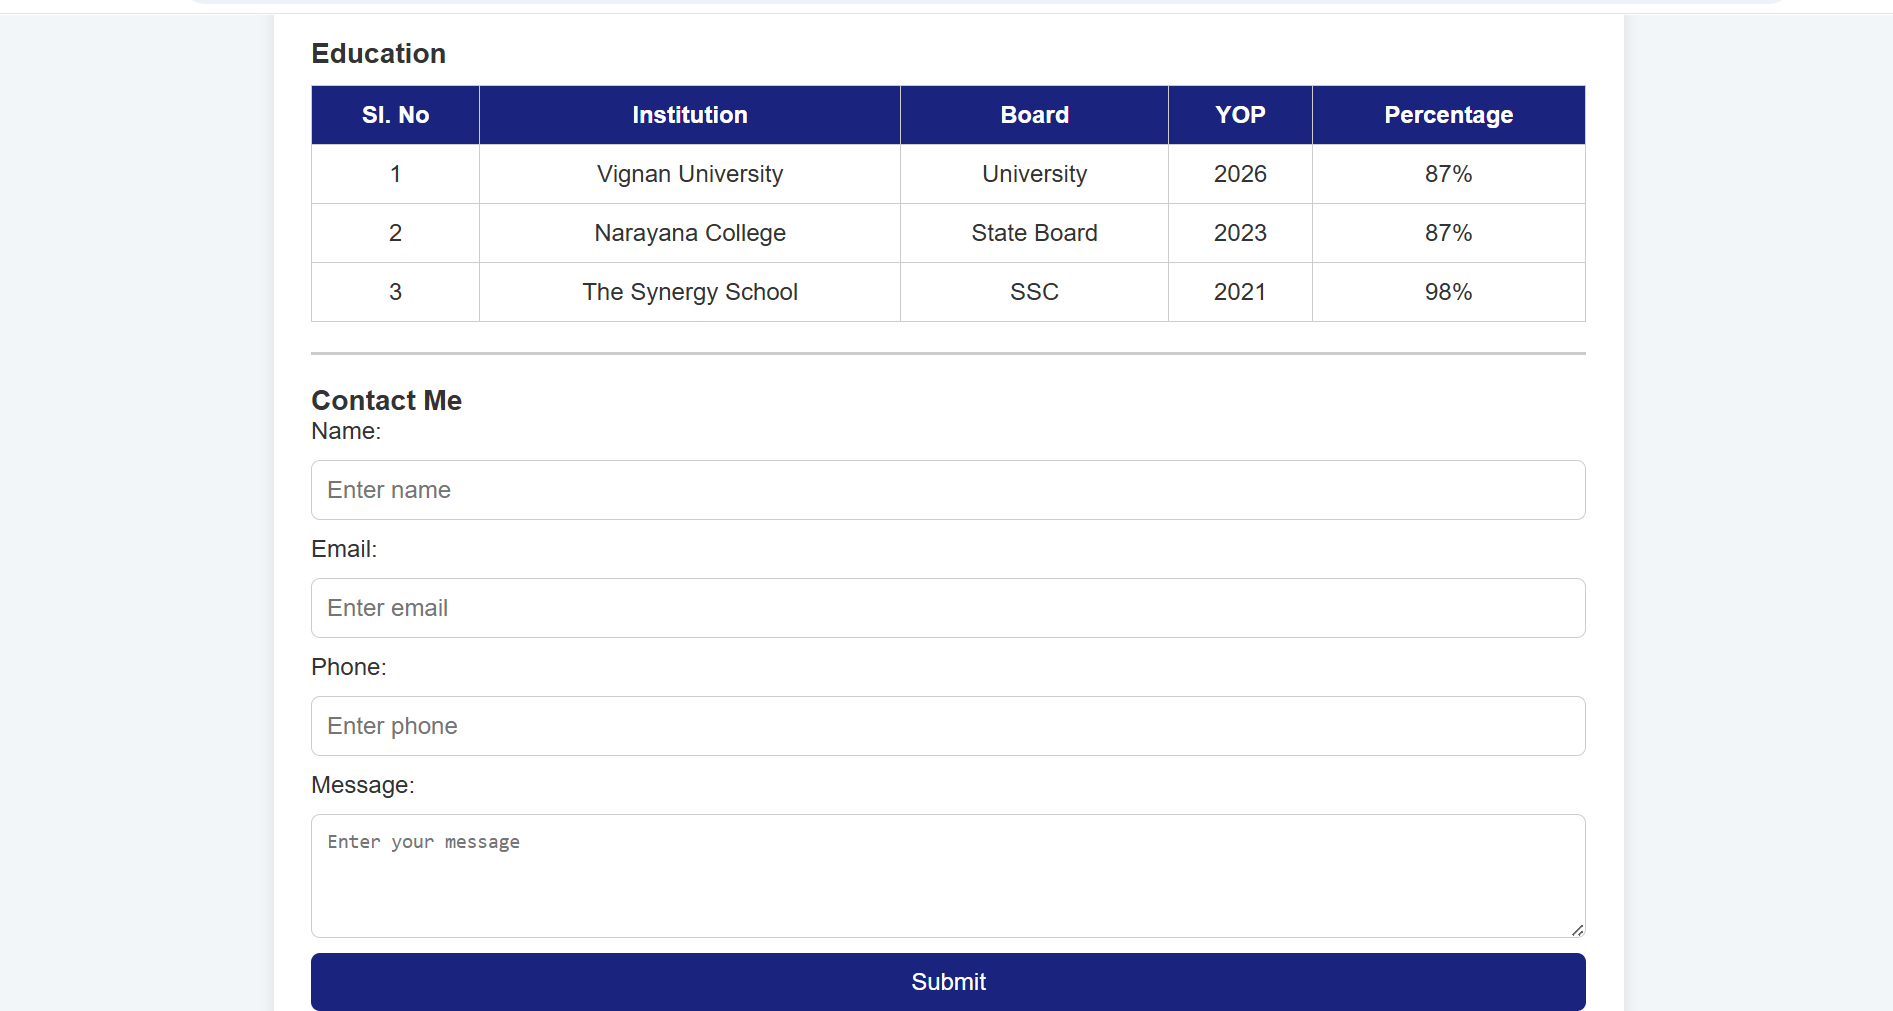 Education
Sl. No Institution Board YOP Percentage
1 Vignan University University 2026 87%
2 Narayana College State Board 2023 87%
3 The Synergy School SSC 2021 98%
Contact Me
Name:
Enter name
Email:
Enter email
Phone:
Enter phone
Message:
Enter your message
Submit